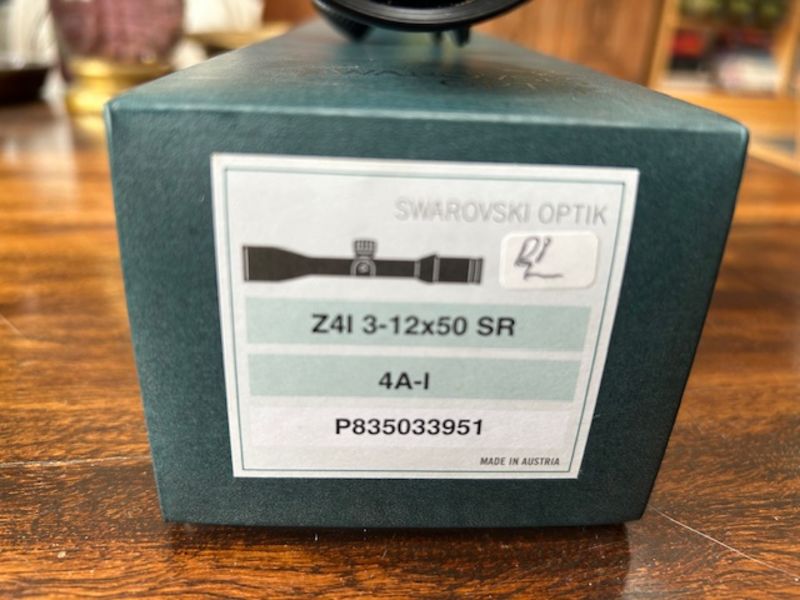 SWAROVSKI OPTIK
Z4I 3-12x50 SR
4A-I
P835033951
MADE IN AUSTRIA